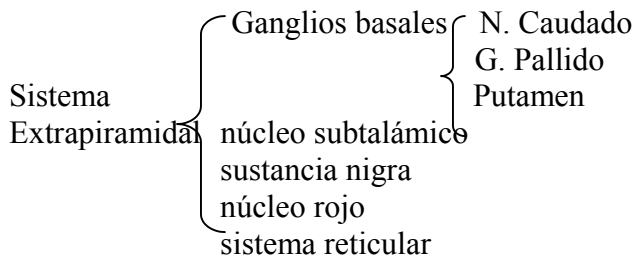 Ganglios basales N. Caudado
G. Pallido
Sistema Putamen
Extrapiramidal núcleo subtalámico
sustancia nigra
núcleo rojo
sistema reticular